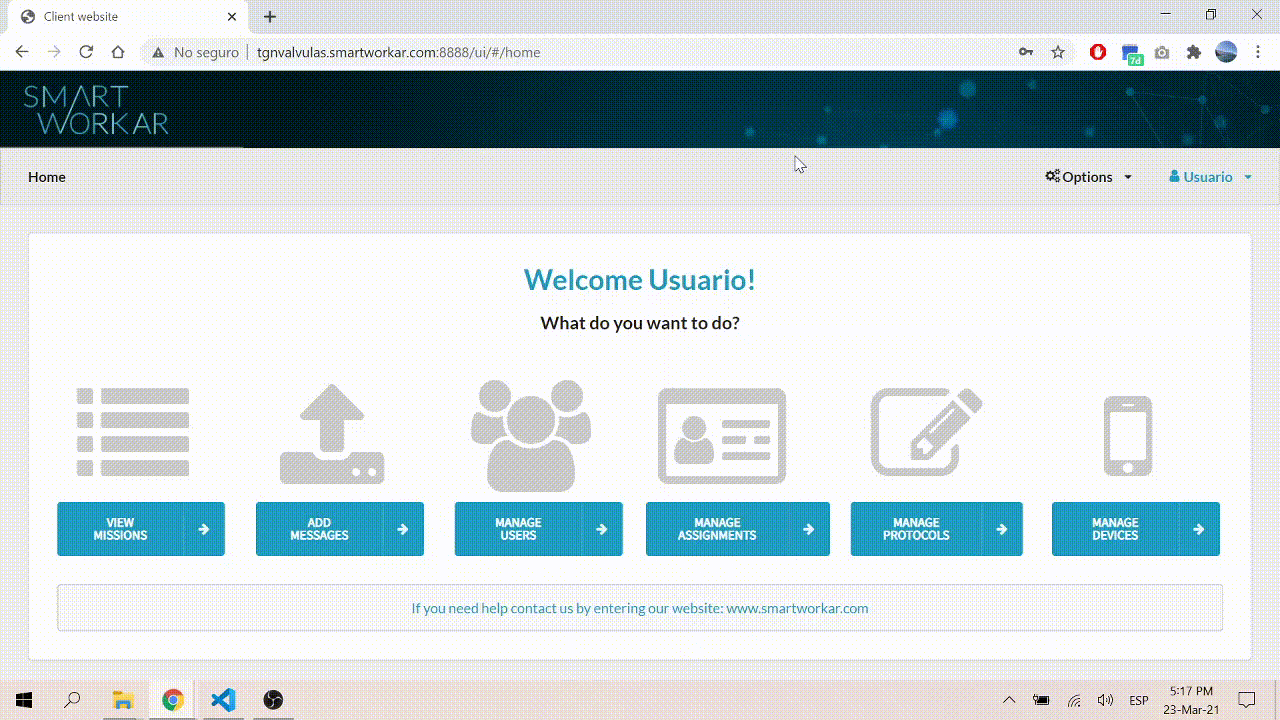 Client website
No seguro
tgnvalvulas.smartworkar.com:8888/ui/#/home
7d
SMART
WORKAR
Home
Options
Usuario
Welcome Usuario!
What do you want to do?
VIEW
MISSIONS
ADD
MESSAGES
MANAGE
USERS
MANAGE
ASSIGNMENTS
MANAGE
PROTOCOLS
MANAGE
DEVICES
If you need help contact us by entering our website: www.smartworkar.com
ESP
5:17 PM
23-Mar-21